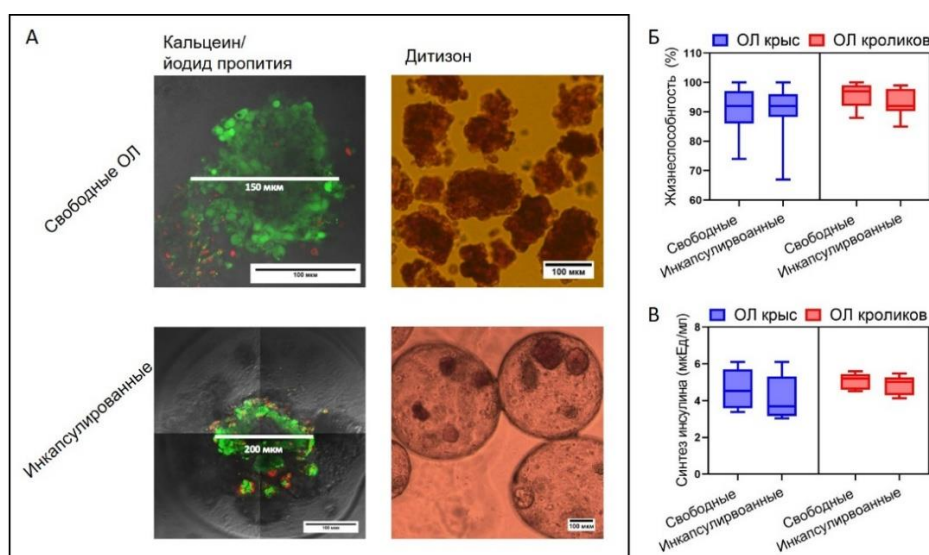 А
Кальцеин/
йодид пропития
Дитизон
Свободные ОЛ
150 мкм
100 мкм
100 мкм
Инкапсулированные
200 мкм
100 мкм
100 мкм
Б
ОЛ крыс
ОЛ кроликов
Жизнеспособнгость (%)
110
100
90
80
70
60
Свободные
Инкапсулирвоанные
Свободные
Инкапсулирвоанные
В
ОЛ крыс
ОЛ кроликов
Синтез инсулина (мкЕд/мл)
8
6
4
2
0
Свободные
Инкапсулирвоанные
Свободные
Инкапсулирвоанные